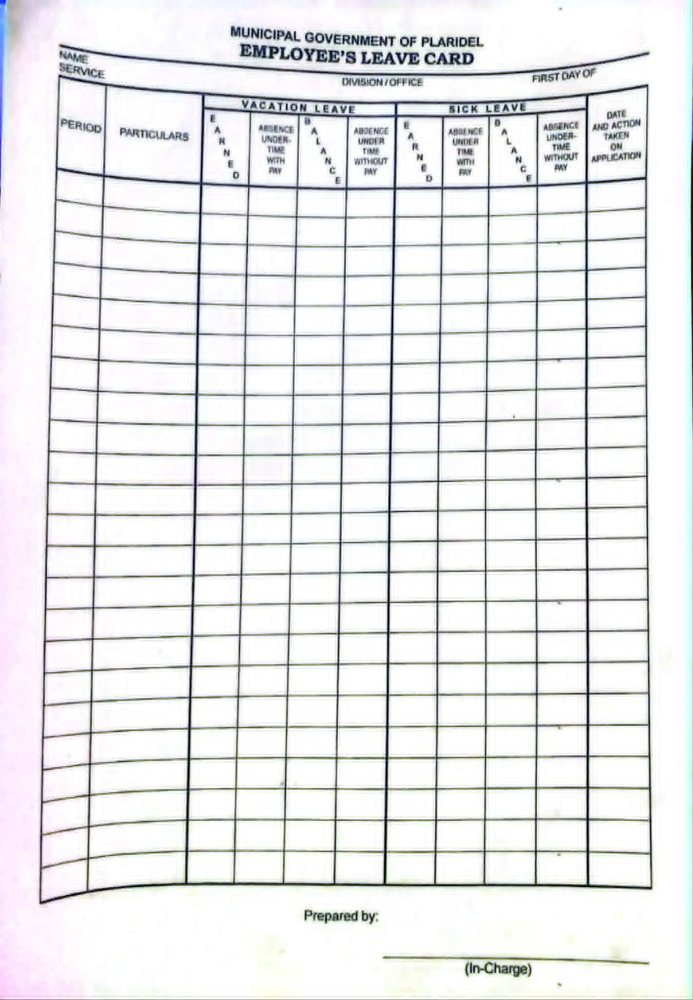 MUNICIPAL GOVERNMENT OF PLARIDEL
EMPLOYEE'S LEAVE CARD
NAME DIVISION / OFFICE FIRST DAY OF
SERVICE
PERIOD
PARTICULARS
VACATION LEAVE
EARNED
ABSENCE
UNDER-
TIME
WITH
PAY
BALANCE
ABSENCE
UNDER
TIME
WITHOUT
PAY
SICK LEAVE
EARNED
ABSENCE
UNDER
TIME
WITH
PAY
BALANCE
ABSENCE
UNDER-
TIME
WITHOUT
PAY
DATE
AND ACTION
TAKEN
ON
APPLICATION
Prepared by:
(In-Charge)